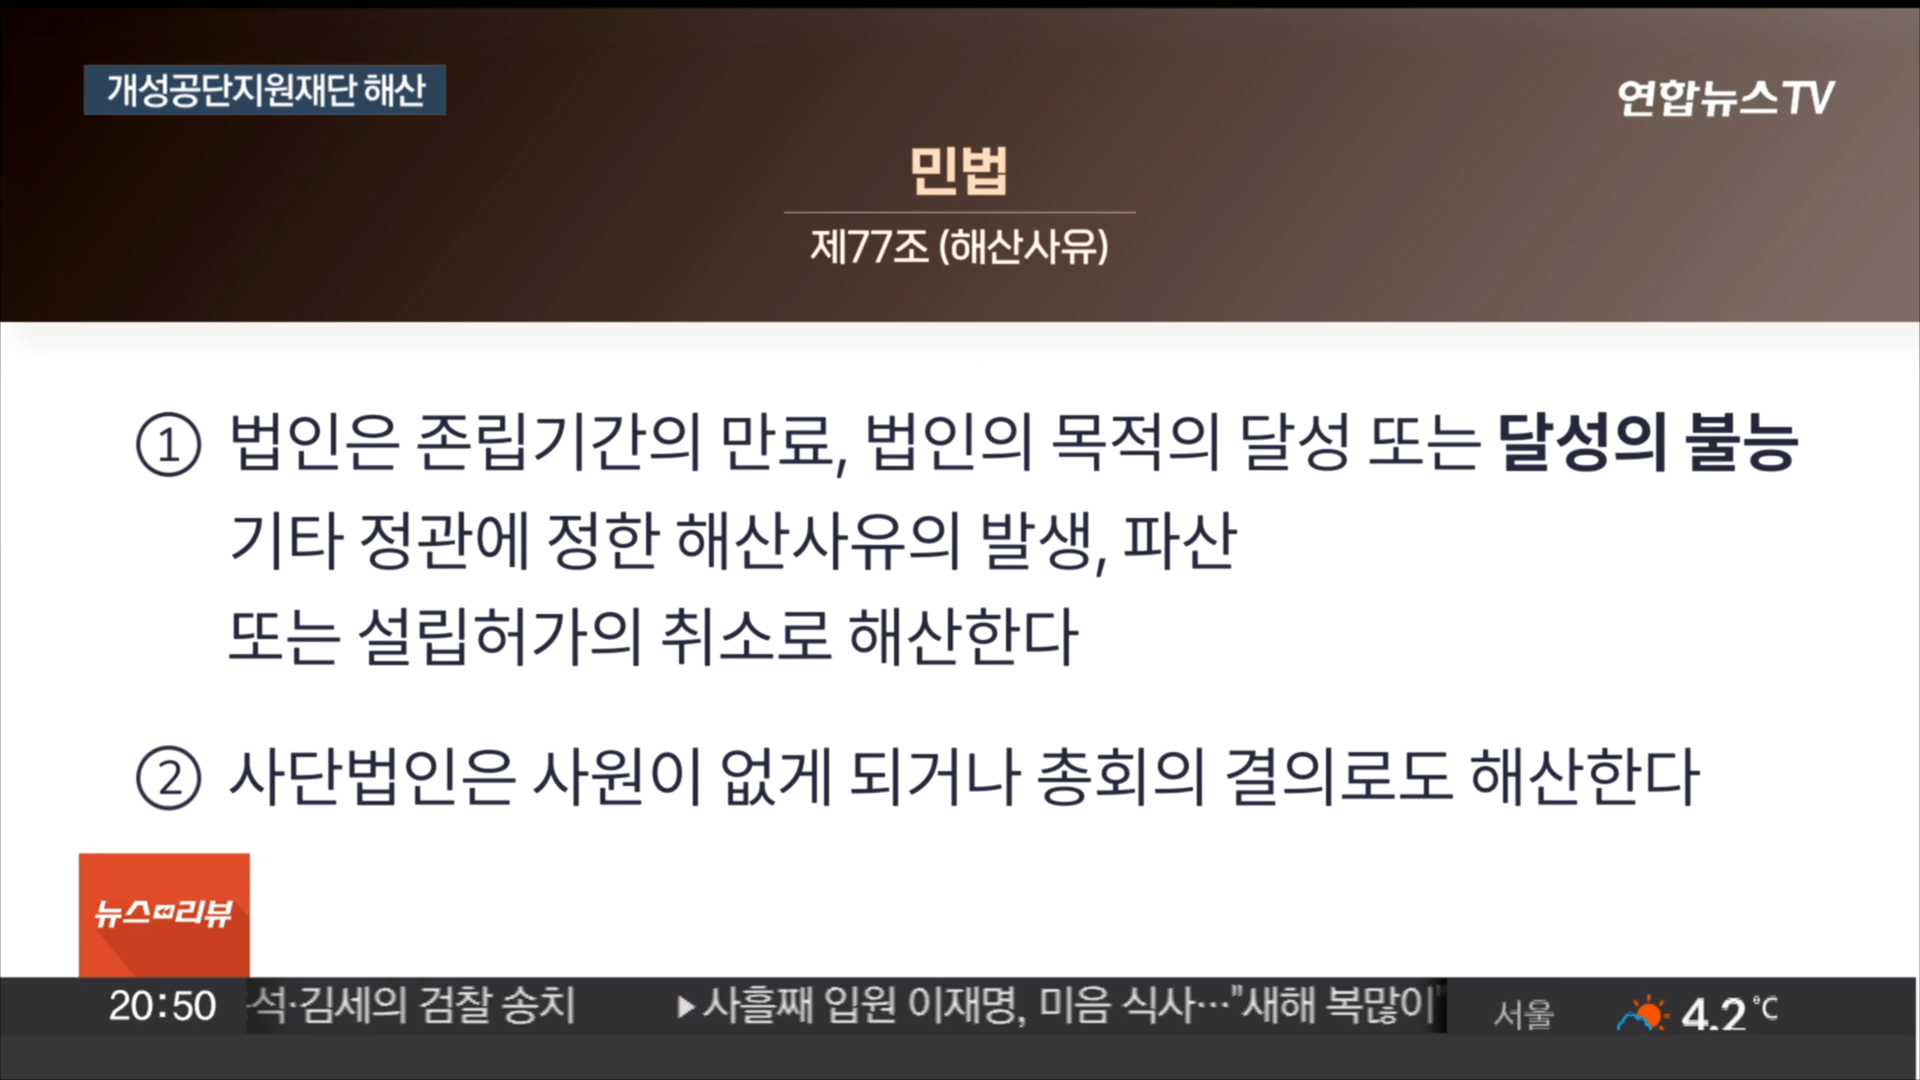 개성공단지원재단 해산
연합뉴스TV
민법
제77조 (해산사유)
① 법인은 존립기간의 만료, 법인의 목적의 달성 또는 달성의 불능
기타 정관에 정한 해산사유의 발생, 파산
또는 설립허가의 취소로 해산한다
② 사단법인은 사원이 없게 되거나 총회의 결의로도 해산한다
뉴스리뷰
20:50 석·김세의 검찰 송치 ▶사흘째 입원 이재명, 미음 식사…"새해 복많이" 서울 4.2℃